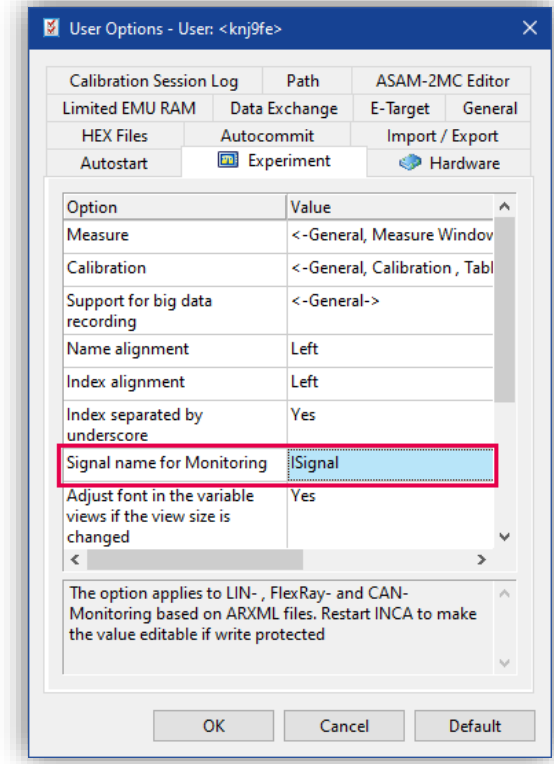 User Options - User: <knj9fe>
Calibration Session Log Path ASAM-2MC Editor
Limited EMU RAM Data Exchange E-Target General
HEX Files Autocommit Import / Export
Autostart Experiment Hardware
Option Value
Measure <-General, Measure Window
Calibration <-General, Calibration , Tabl
Support for big data <-General->
recording
Name alignment Left
Index alignment Left
Index separated by Yes
underscore
Signal name for Monitoring ISignal
Adjust font in the variable Yes
views if the view size is
changed
The option applies to LIN- , FlexRay- and CAN-
Monitoring based on ARXML files. Restart INCA to make
the value editable if write protected
OK Cancel Default